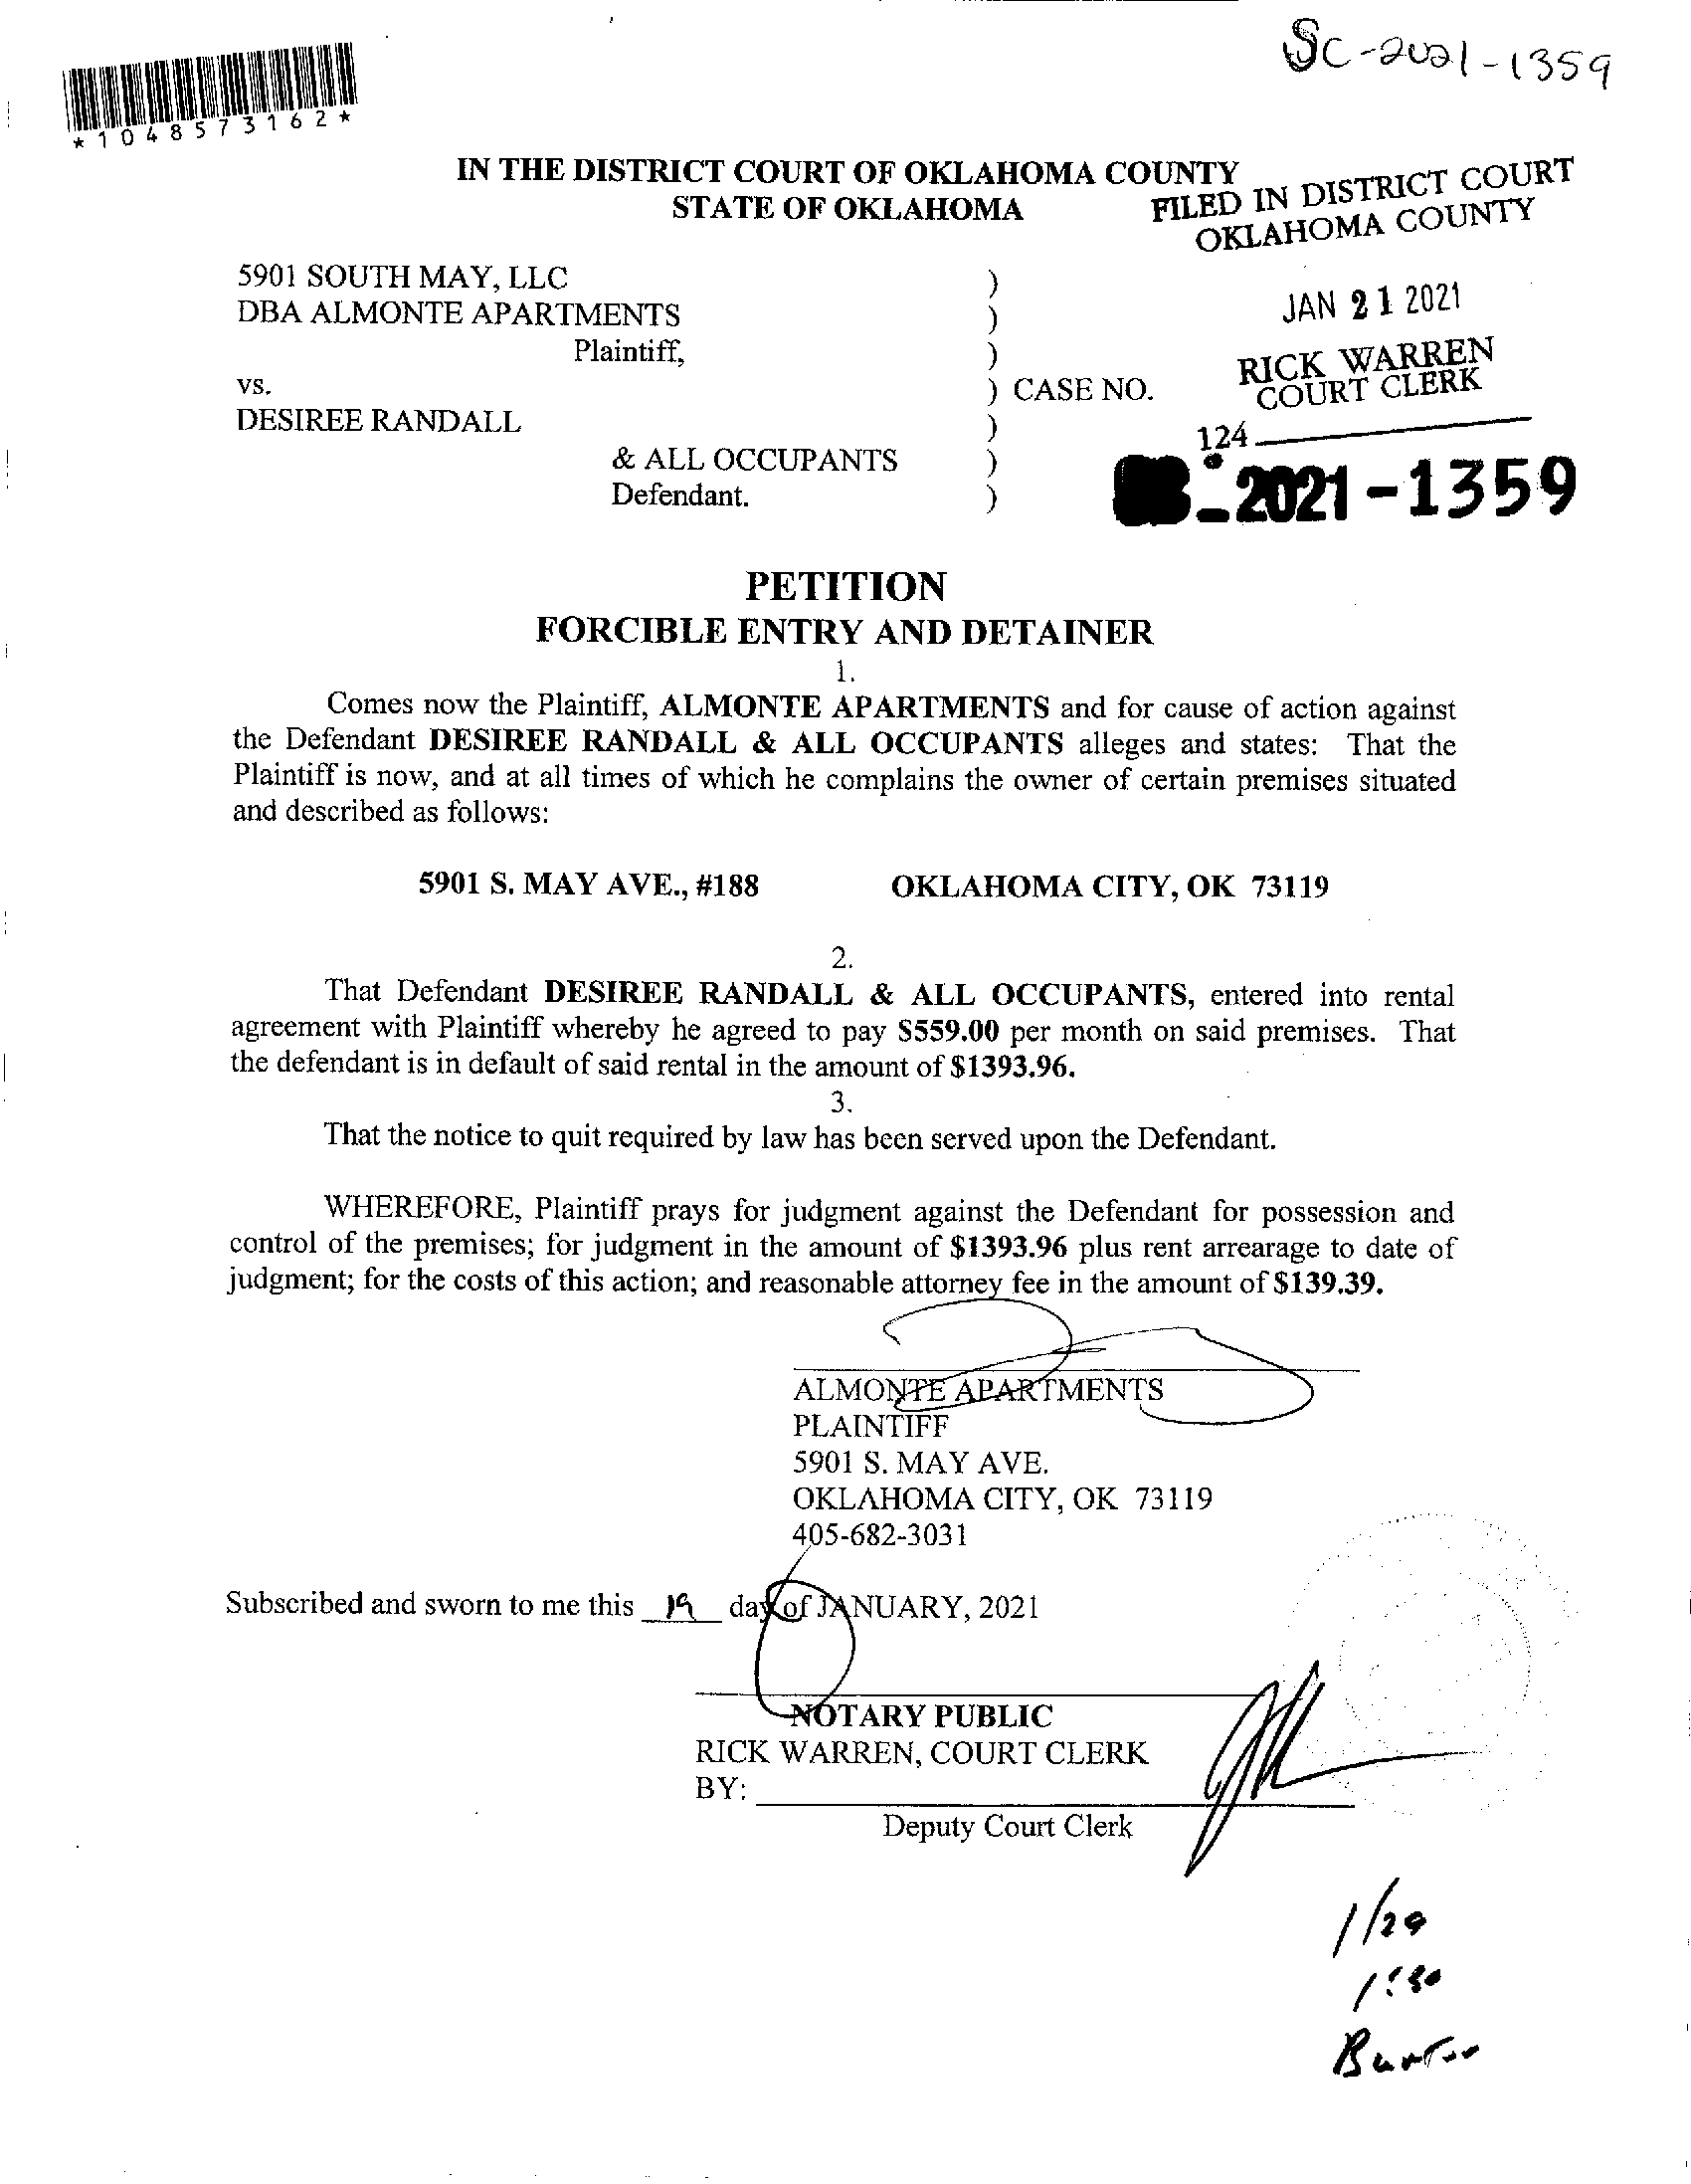 SC-2021-1359
*1048573162*
IN THE DISTRICT COURT OF OKLAHOMA COUNTY
STATE OF OKLAHOMA
FILED IN DISTRICT COURT
OKLAHOMA COUNTY
JAN 21 2021
RICK WARREN
COURT CLERK
124
5901 SOUTH MAY, LLC )
DBA ALMONTE APARTMENTS )
Plaintiff, )
vs. ) CASE NO.
DESIREE RANDALL )
& ALL OCCUPANTS )
Defendant. )
- 2021-1359
PETITION
FORCIBLE ENTRY AND DETAINER
1.
Comes now the Plaintiff, ALMONTE APARTMENTS and for cause of action against
the Defendant DESIREE RANDALL & ALL OCCUPANTS alleges and states: That the
Plaintiff is now, and at all times of which he complains the owner of certain premises situated
and described as follows:
5901 S. MAY AVE., #188 OKLAHOMA CITY, OK 73119
2.
That Defendant DESIREE RANDALL & ALL OCCUPANTS, entered into rental
agreement with Plaintiff whereby he agreed to pay $559.00 per month on said premises. That
the defendant is in default of said rental in the amount of $1393.96.
3.
That the notice to quit required by law has been served upon the Defendant.
WHEREFORE, Plaintiff prays for judgment against the Defendant for possession and
control of the premises; for judgment in the amount of $1393.96 plus rent arrearage to date of
judgment; for the costs of this action; and reasonable attorney fee in the amount of $139.39.
ALMONTE APARTMENTS
PLAINTIFF
5901 S. MAY AVE.
OKLAHOMA CITY, OK 73119
405-682-3031
Subscribed and sworn to me this 19 day of JANUARY, 2021
NOTARY PUBLIC
RICK WARREN, COURT CLERK
BY:
Deputy Court Clerk
1/29
1:30